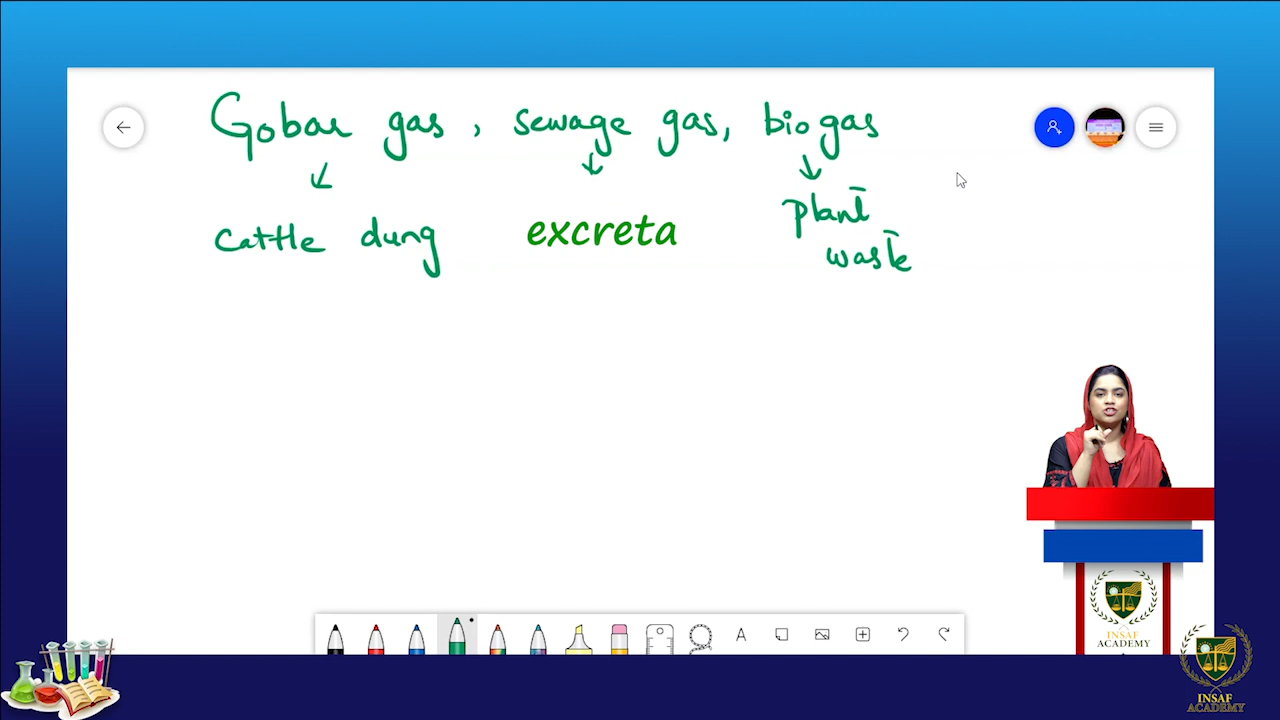 Gobar gas, sewage gas, biogas
cattle dung excreta plant
waste
A
INSAF
ACADEMY
INSAF
ACADEMY